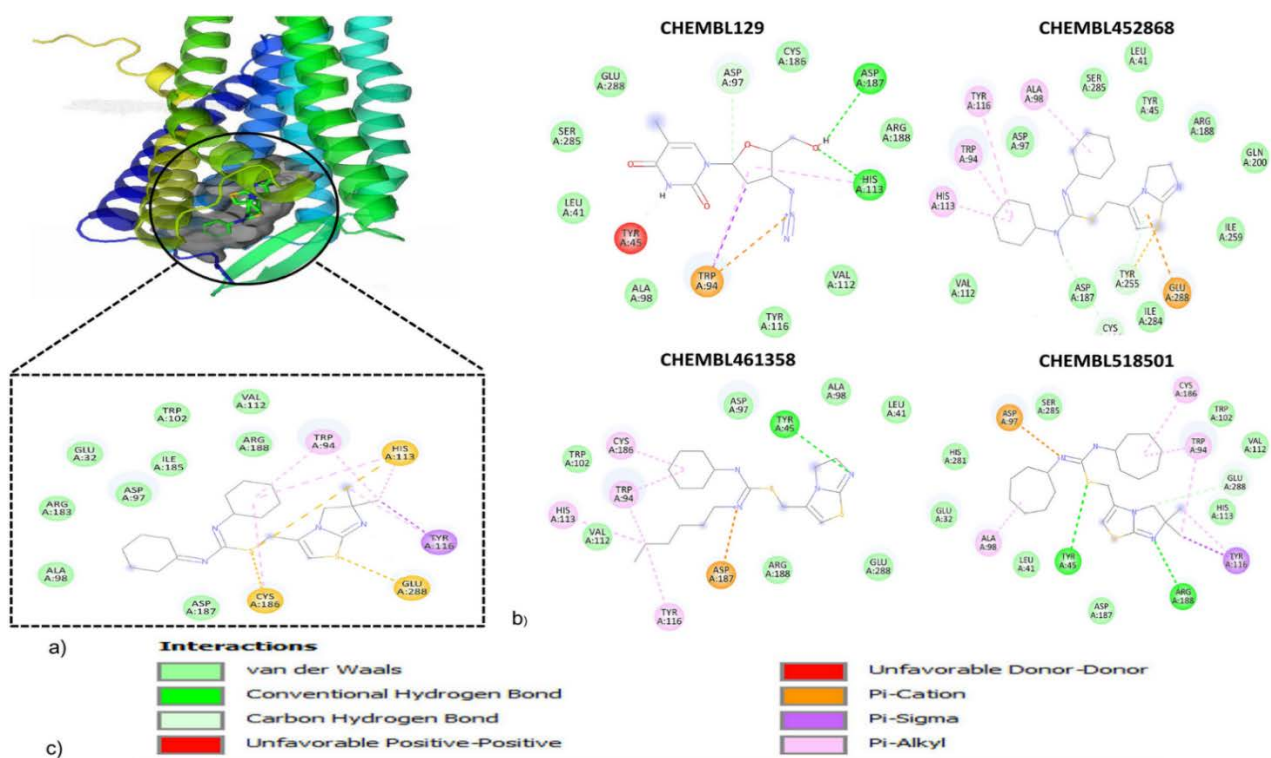 VAL
A:112
TRP
A:102
GLU
A:32
ILE
A:185
ARG
A:188
TRP
A:94
HIS
A:113
ASP
A:97
ARG
A:183
TYR
A:116
ALA
A:98
GLU
A:288
CYS
A:186
ASP
A:187
N
N
S
N
N
S
a)
CHEMBL129
CYS
A:186
ASP
A:97
ASP
A:187
GLU
A:288
SER
A:285
ARG
A:188
HIS
A:113
LEU
A:41
TYR
A:45
TRP
A:94
ALA
A:98
VAL
A:112
TYR
A:116
O
N
H
O
N
O
O
H
N
N
N
CHEMBL452868
LEU
A:41
SER
A:285
TYR
A:116
ALA
A:98
TYR
A:45
ARG
A:188
TRP
A:94
ASP
A:97
GLN
A:200
HIS
A:113
ILE
A:259
VAL
A:112
ASP
A:187
TYR
A:255
GLU
A:288
ILE
A:284
CYS
CHEMBL461358
ASP
A:97
ALA
A:98
TYR
A:45
LEU
A:41
CYS
A:186
TRP
A:102
TRP
A:94
HIS
A:113
VAL
A:112
ASP
A:187
ARG
A:188
GLU
A:288
TYR
A:116
CHEMBL518501
CYS
A:186
ASP
A:97
SER
A:285
TRP
A:102
TRP
A:94
VAL
A:112
HIS
A:281
GLU
A:288
GLU
A:32
HIS
A:113
ALA
A:98
LEU
A:41
TYR
A:45
TYR
A:116
ARG
A:188
ASP
A:187
b)
Interactions
van der Waals
Conventional Hydrogen Bond
Carbon Hydrogen Bond
Unfavorable Positive-Positive
Unfavorable Donor-Donor
Pi-Cation
Pi-Sigma
Pi-Alkyl
c)